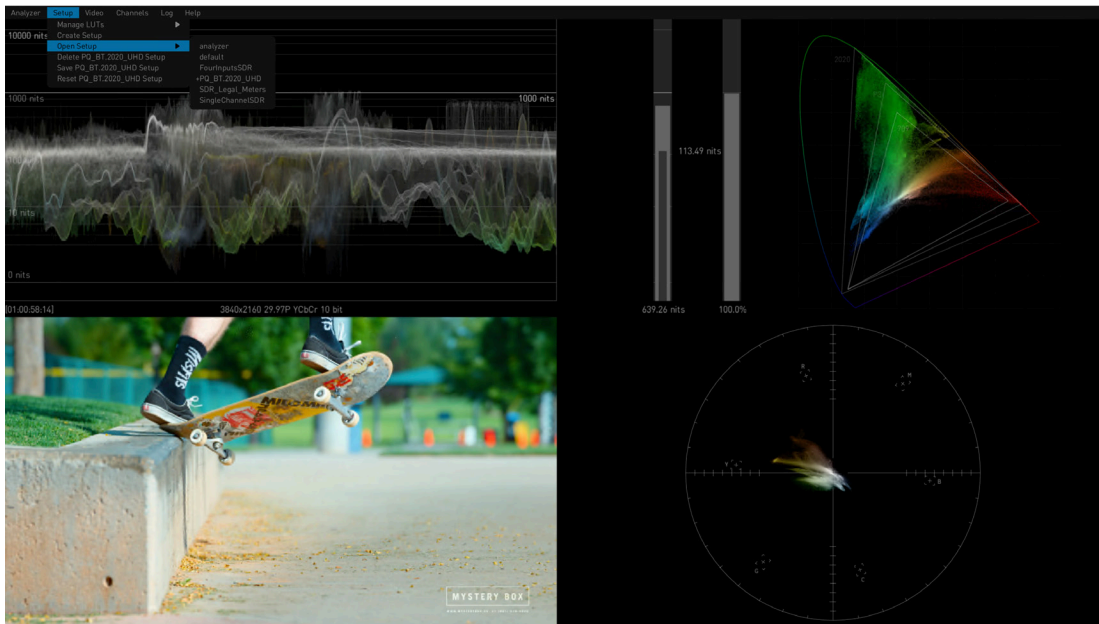 Analyzer Setup Video Channels Log Help
Manage LUTs
Create Setup
Open Setup
Delete PQ_BT.2020_UHD Setup
Save PQ_BT.2020_UHD Setup
Reset PQ_BT.2020_UHD Setup
analyzer
default
FourInputsSDR
+PQ_BT.2020_UHD
SDR_Legal_Meters
SingleChannelSDR
10000 nits
1000 nits
1000 nits
10 nits
0 nits
113.49 nits
639.26 nits
100.0%
2020
[01:00:58:14]
3840x2160 29.97P YCbCr 10 bit
MISFITS
MYSTERY BOX
R
M
Y
B
G
C